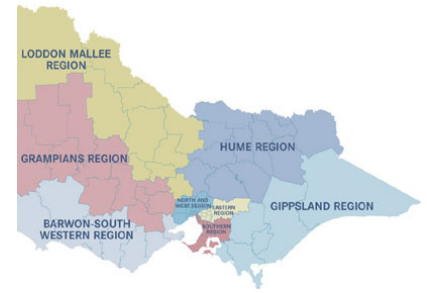 LODDON MALLEE
REGION
GRAMPIANS REGION
HUME REGION
NORTH AND
WEST REGION
EASTERN
REGION
GIPPSLAND REGION
SOUTHERN
REGION
BARWON-SOUTH
WESTERN REGION